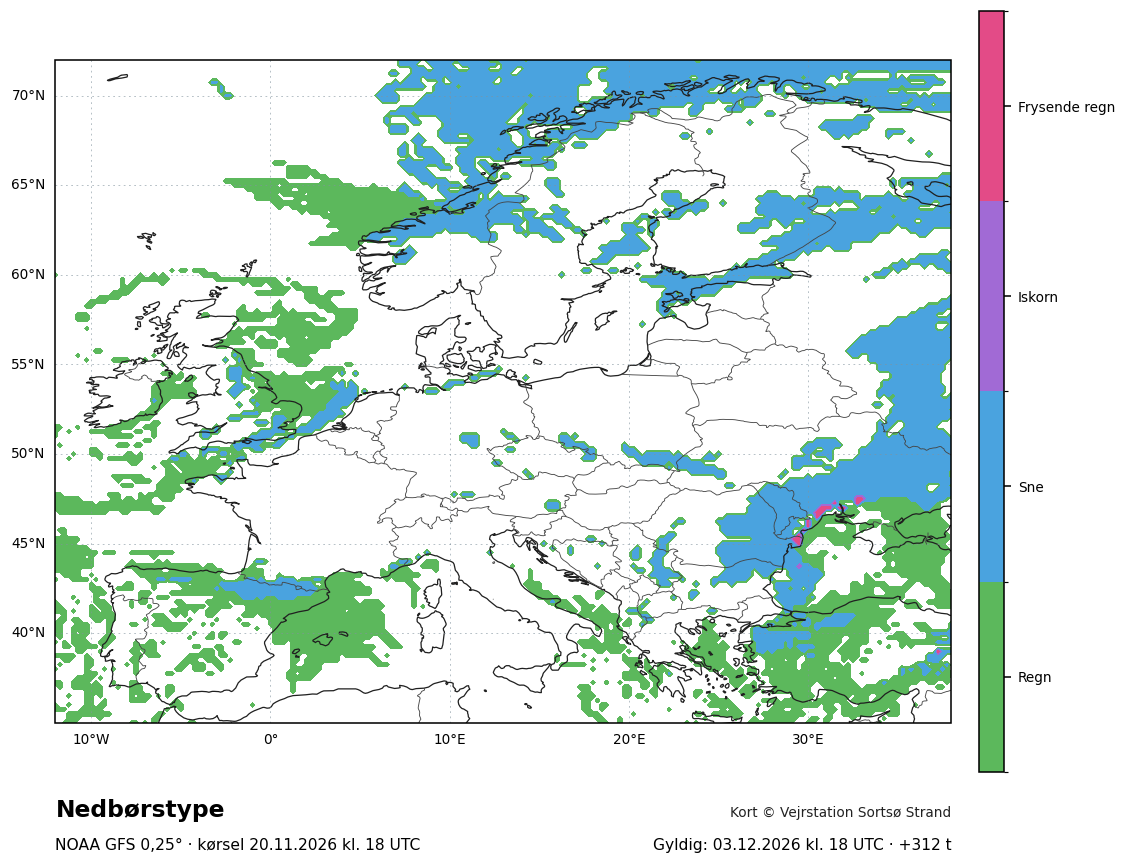 70°N
65°N
60°N
55°N
50°N
45°N
40°N
10°W
0°
10°E
20°E
30°E
Frysende regn
Iskorn
Sne
Regn
Nedbørstype
Kort © Vejrstation Sortsø Strand
NOAA GFS 0,25° · kørsel 20.11.2026 kl. 18 UTC
Gyldig: 03.12.2026 kl. 18 UTC · +312 t